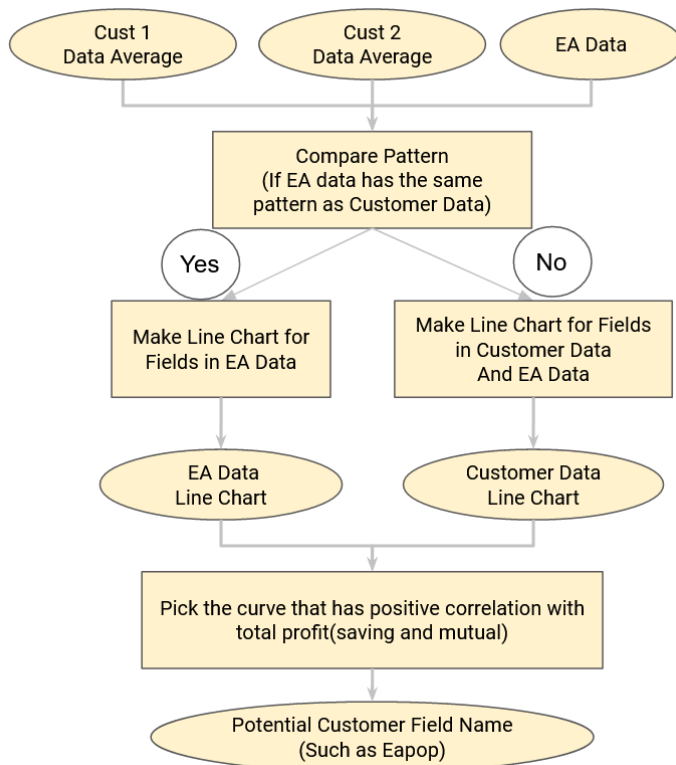 Cust 1
Data Average
Cust 2
Data Average
EA Data
Compare Pattern
(If EA data has the same
pattern as Customer Data)
Yes
No
Make Line Chart for
Fields in EA Data
Make Line Chart for Fields
in Customer Data
And EA Data
EA Data
Line Chart
Customer Data
Line Chart
Pick the curve that has positive correlation with
total profit(saving and mutual)
Potential Customer Field Name
(Such as Eapop)